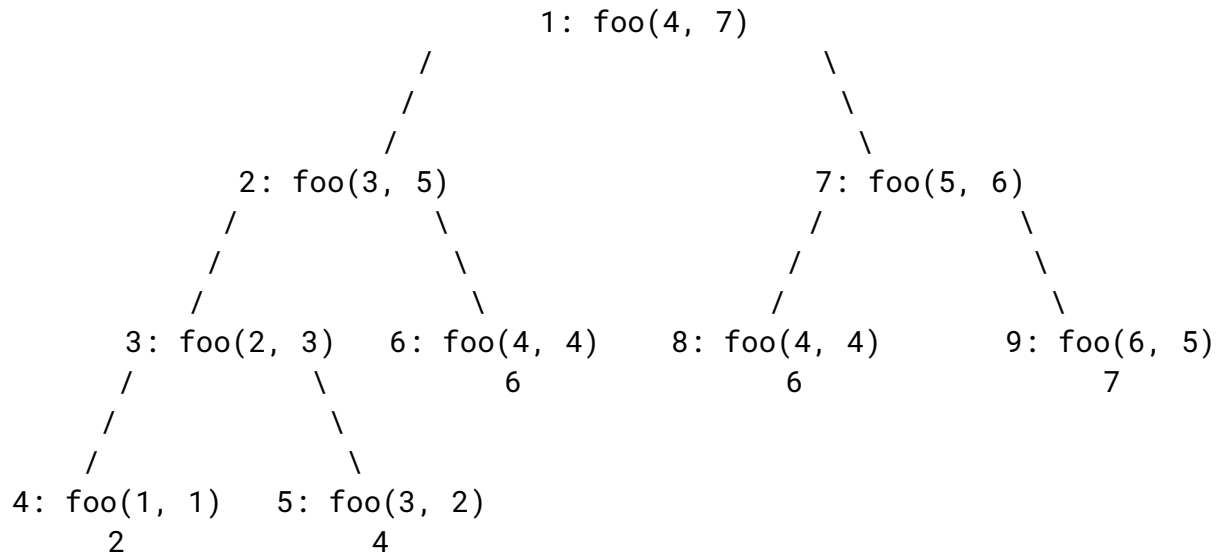 1: foo(4, 7)
/ \
/ \
/ \
2: foo(3, 5) 7: foo(5, 6)
/ \ / \
/ \ / \
/ \ / \
3: foo(2, 3) 6: foo(4, 4) 8: foo(4, 4) 9: foo(6, 5)
/ \ 6 6 7
/ \
/ \
4: foo(1, 1) 5: foo(3, 2)
2 4